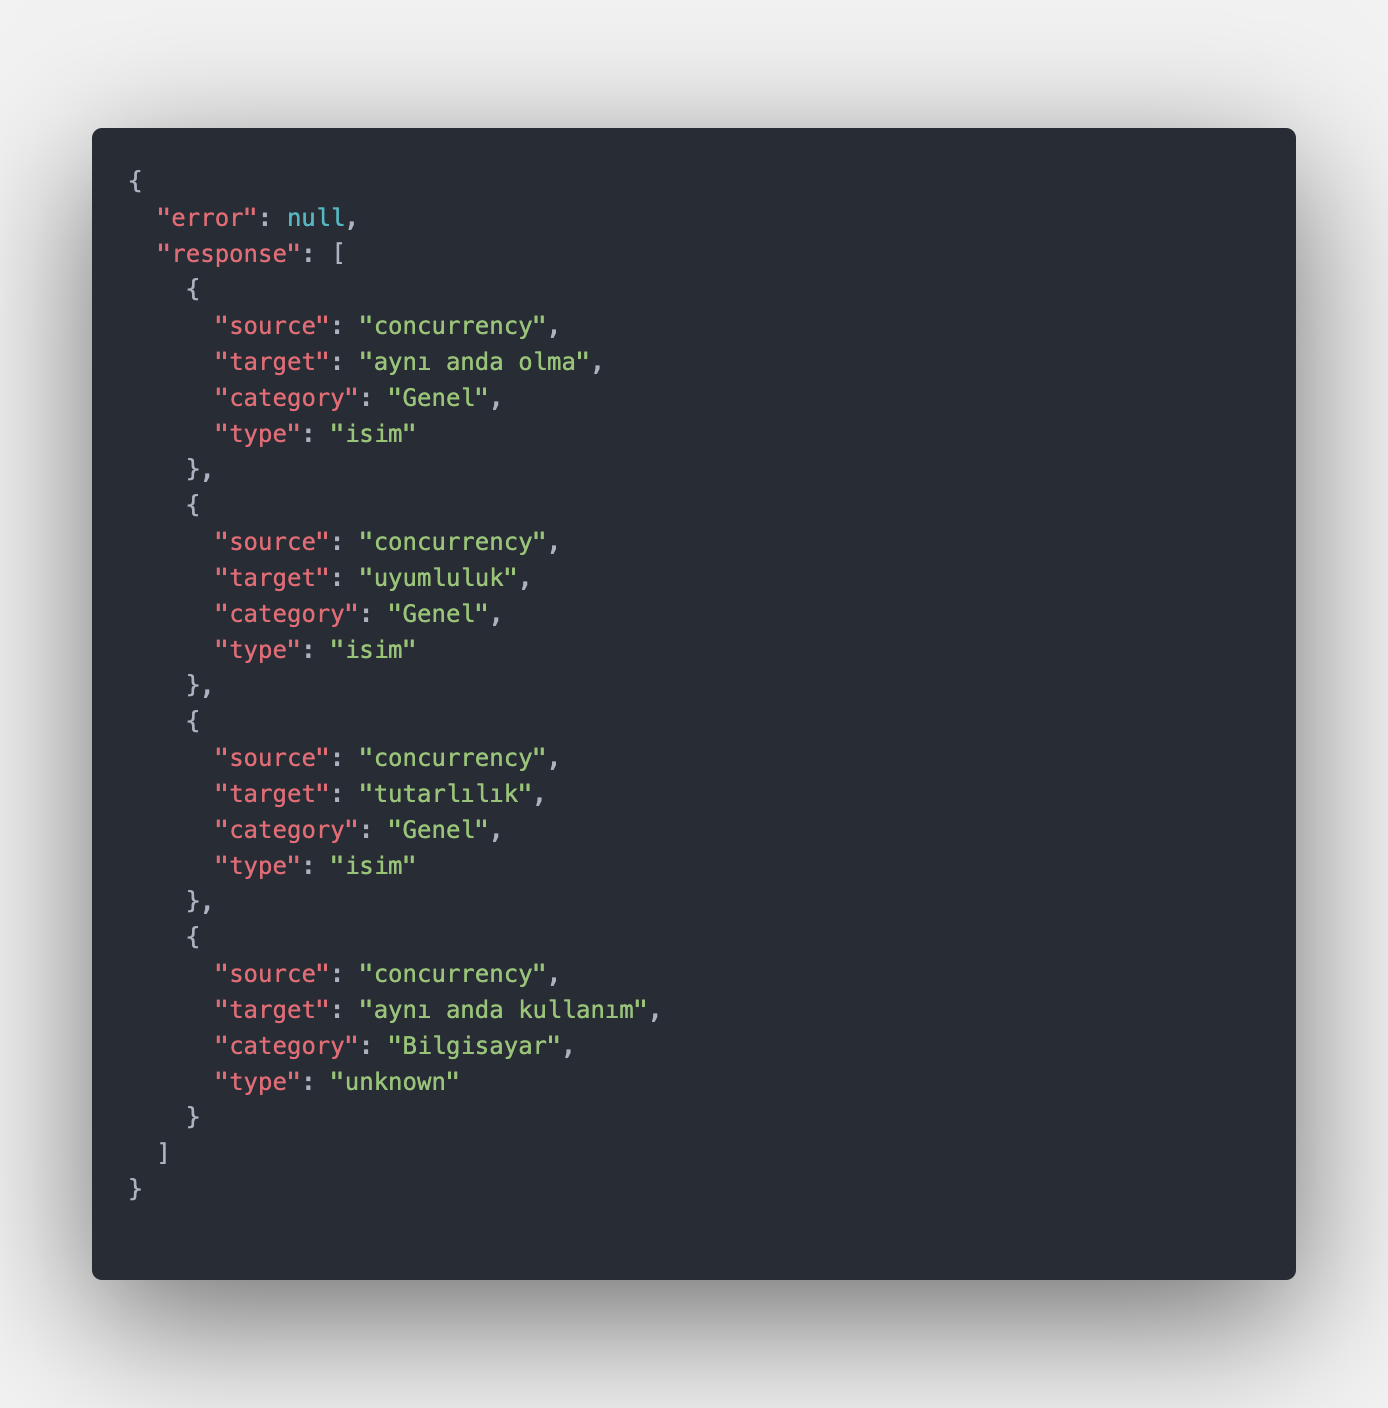 {
  "error": null,
  "response": [
    {
      "source": "concurrency",
      "target": "aynı anda olma",
      "category": "Genel",
      "type": "isim"
    },
    {
      "source": "concurrency",
      "target": "uyumluluk",
      "category": "Genel",
      "type": "isim"
    },
    {
      "source": "concurrency",
      "target": "tutarlılık",
      "category": "Genel",
      "type": "isim"
    },
    {
      "source": "concurrency",
      "target": "aynı anda kullanım",
      "category": "Bilgisayar",
      "type": "unknown"
    }
  ]
}